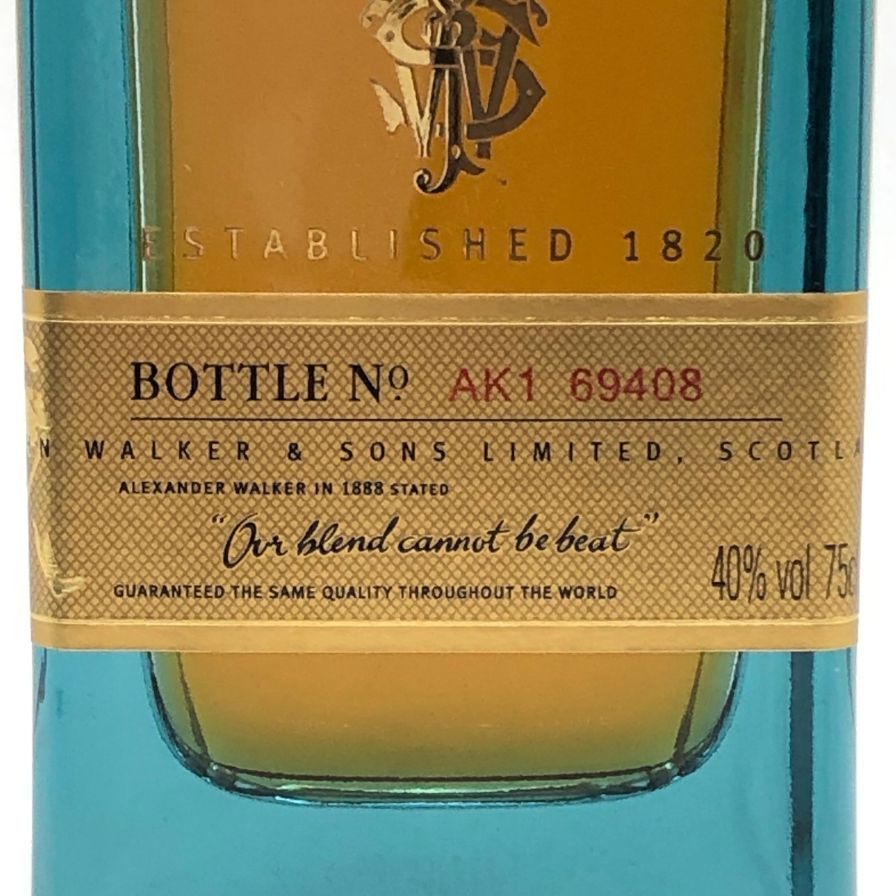 ESTABLISHED 1820
BOTTLE Nº AK1 69408
WALKER & SONS LIMITED,
ALEXANDER WALKER IN 1888 STATED
"Our blend cannot be beat"
GUARANTEED THE SAME QUALITY THROUGHOUT THE WORLD
40% vol